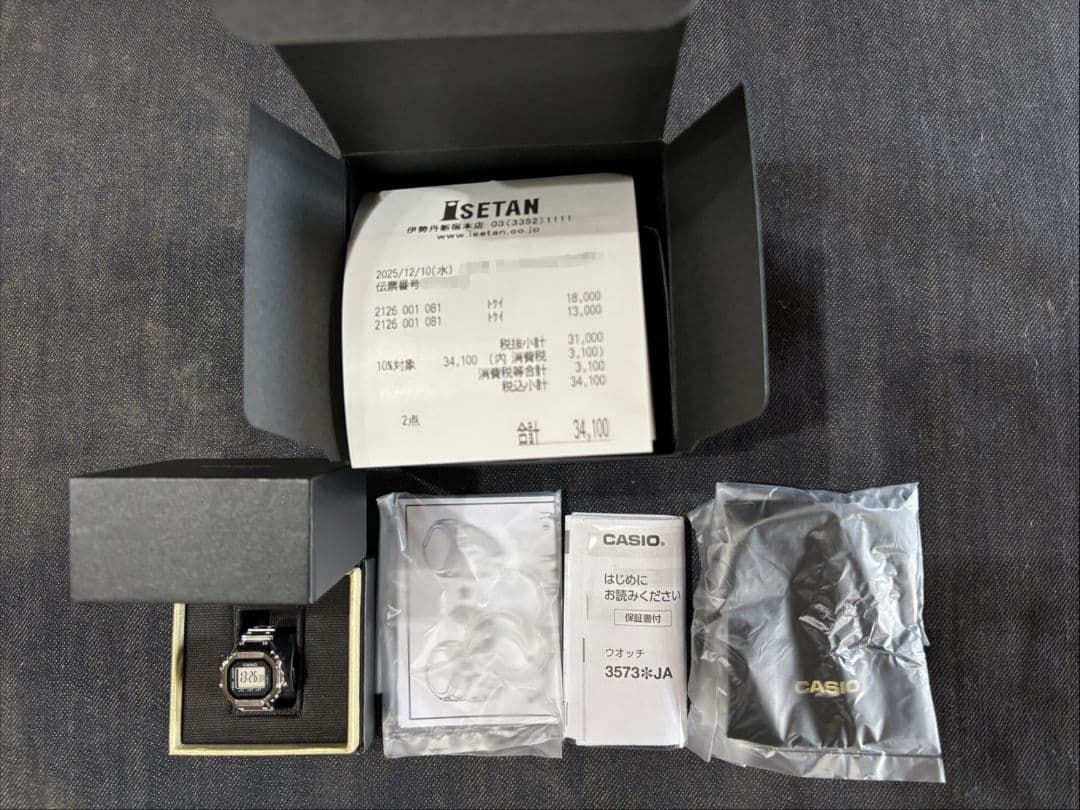 ISETAN
伊勢丹新宿本店 03(3352)1111
www.isetan.co.jp
2025/12/10(水)
伝票番号
2126 001 081 トケイ 18,000
2126 001 081 トケイ 13,000
税抜小計 31,000
10%対象 34,100 (内 消費税 3,100)
消費税等合計 3,100
税込小計 34,100
2点
合計 34,100
CASIO
CASIO®
はじめに
お読みください
保証書付
ウオッチ
3573✻JA
CASIO